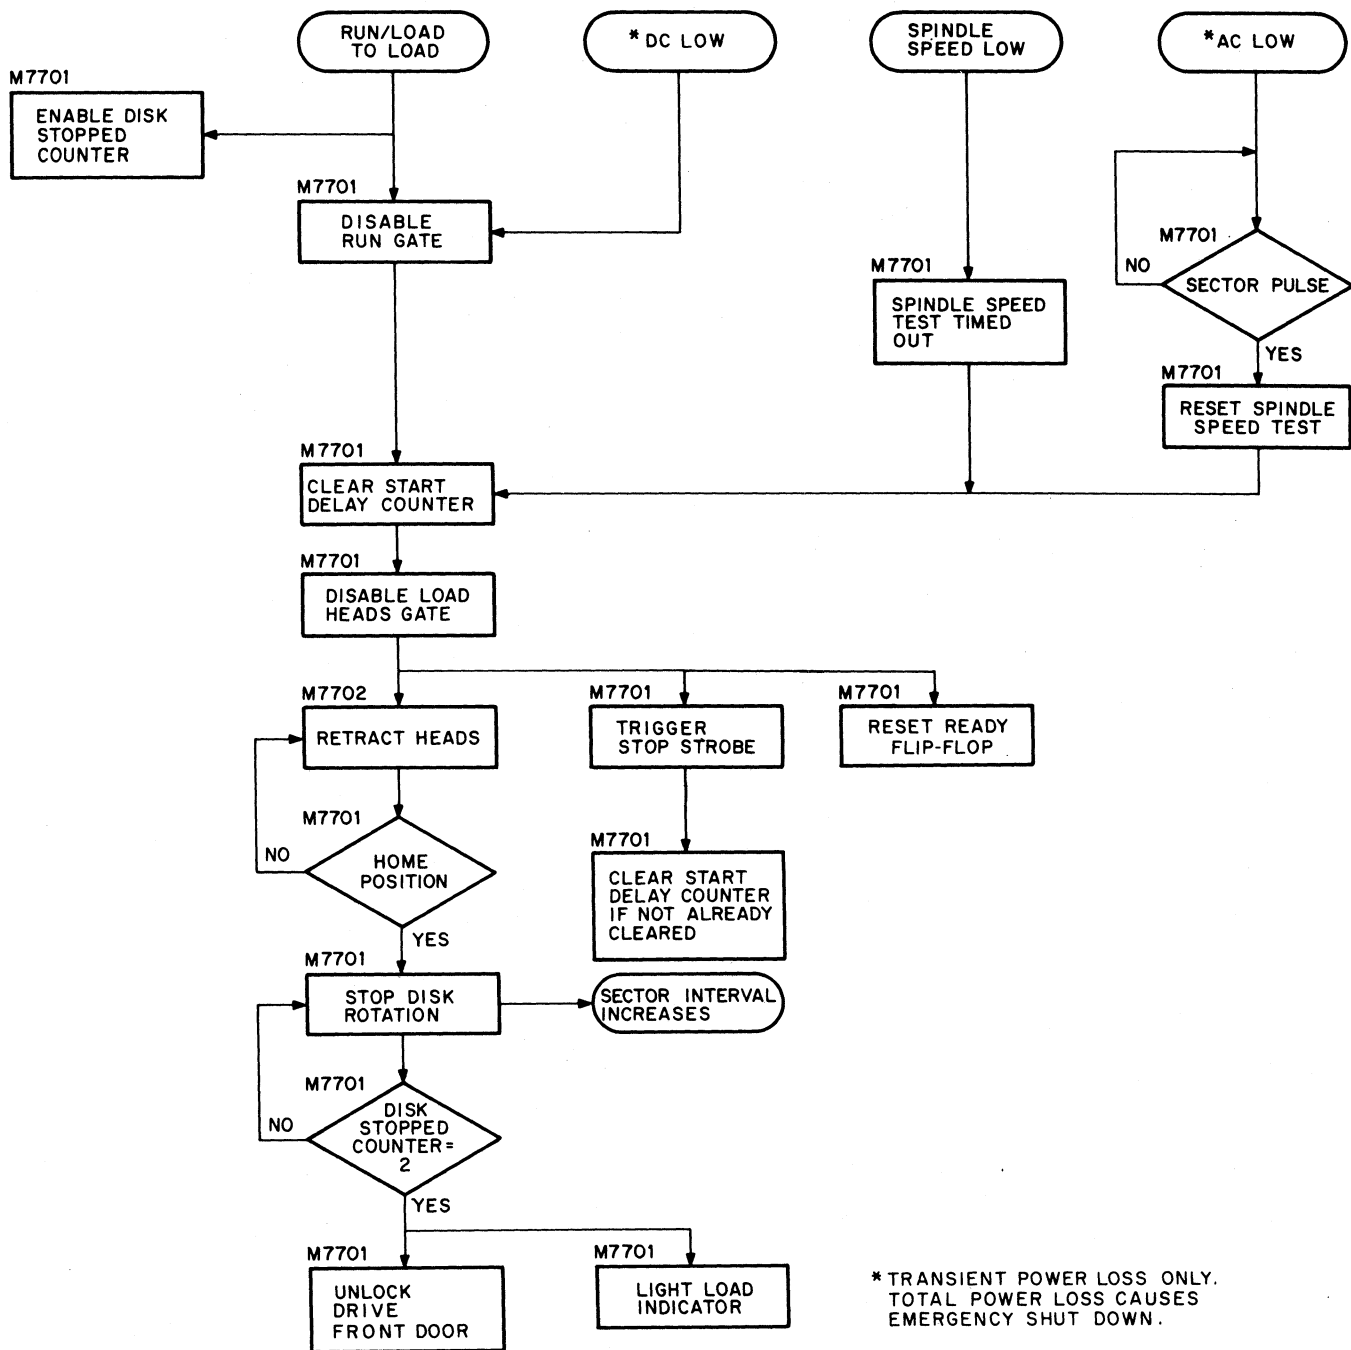 RUN/LOAD
TO LOAD
* DC LOW
SPINDLE
SPEED LOW
* AC LOW
M7701
ENABLE DISK
STOPPED
COUNTER
M7701
DISABLE
RUN GATE
M7701
SPINDLE SPEED
TEST TIMED
OUT
M7701
SECTOR PULSE
NO
YES
M7701
RESET SPINDLE
SPEED TEST
M7701
CLEAR START
DELAY COUNTER
M7701
DISABLE LOAD
HEADS GATE
M7702
RETRACT HEADS
M7701
TRIGGER
STOP STROBE
M7701
RESET READY
FLIP-FLOP
M7701
HOME
POSITION
NO
YES
M7701
CLEAR START
DELAY COUNTER
IF NOT ALREADY
CLEARED
M7701
STOP DISK
ROTATION
SECTOR INTERVAL
INCREASES
M7701
DISK
STOPPED
COUNTER=
2
NO
YES
M7701
UNLOCK
DRIVE
FRONT DOOR
M7701
LIGHT LOAD
INDICATOR
* TRANSIENT POWER LOSS ONLY.
TOTAL POWER LOSS CAUSES
EMERGENCY SHUT DOWN.